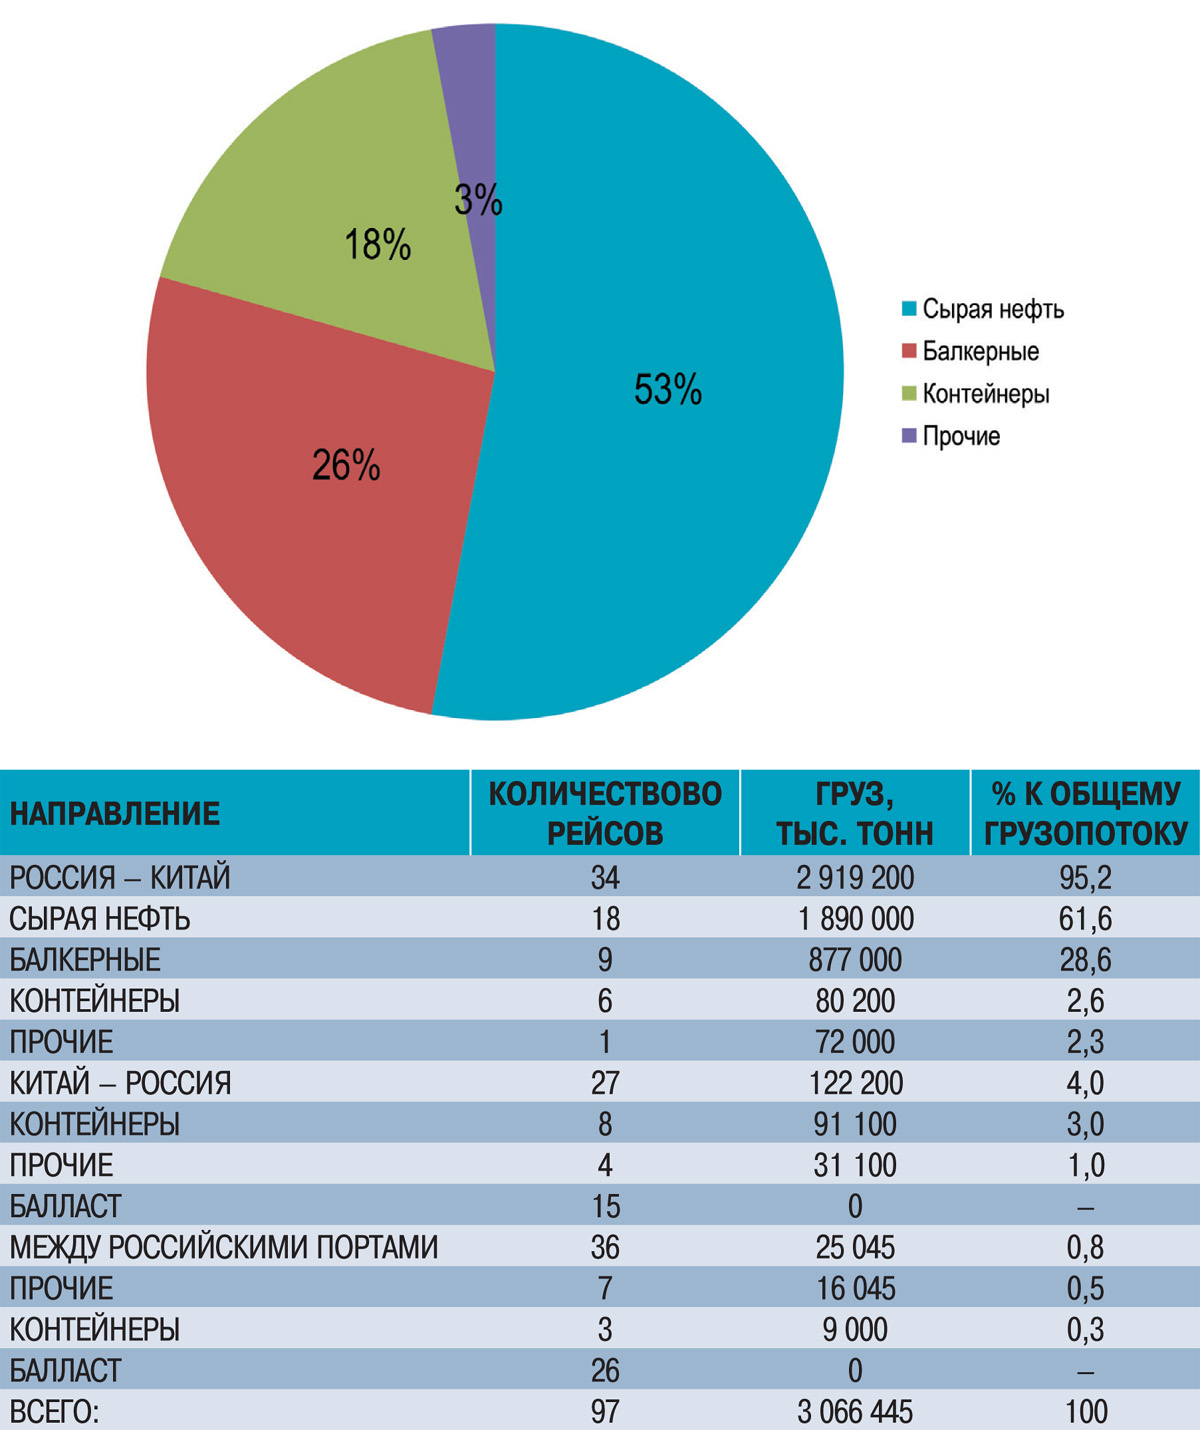 3%
18%
53%
26%
Сырая нефть
Балкерные
Контейнеры
Прочие
НАПРАВЛЕНИЕ КОЛИЧЕСТВОВО РЕЙСОВ ГРУЗ, ТЫС. ТОНН % К ОБЩЕМУ ГРУЗОПОТОКУ
РОССИЯ – КИТАЙ 34 2 919 200 95,2
СЫРАЯ НЕФТЬ 18 1 890 000 61,6
БАЛКЕРНЫЕ 9 877 000 28,6
КОНТЕЙНЕРЫ 6 80 200 2,6
ПРОЧИЕ 1 72 000 2,3
КИТАЙ – РОССИЯ 27 122 200 4,0
КОНТЕЙНЕРЫ 8 91 100 3,0
ПРОЧИЕ 4 31 100 1,0
БАЛЛАСТ 15 0 –
МЕЖДУ РОССИЙСКИМИ ПОРТАМИ 36 25 045 0,8
ПРОЧИЕ 7 16 045 0,5
КОНТЕЙНЕРЫ 3 9 000 0,3
БАЛЛАСТ 26 0 –
ВСЕГО: 97 3 066 445 100